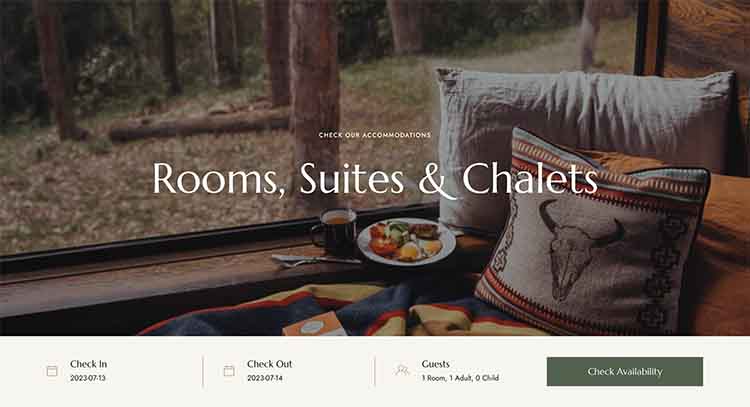 CHECK OUR ACCOMMODATIONS
Rooms, Suites & Chalets
Check In
2023-07-13
Check Out
2023-07-14
Guests
1 Room, 1 Adult, 0 Child
Check Availability